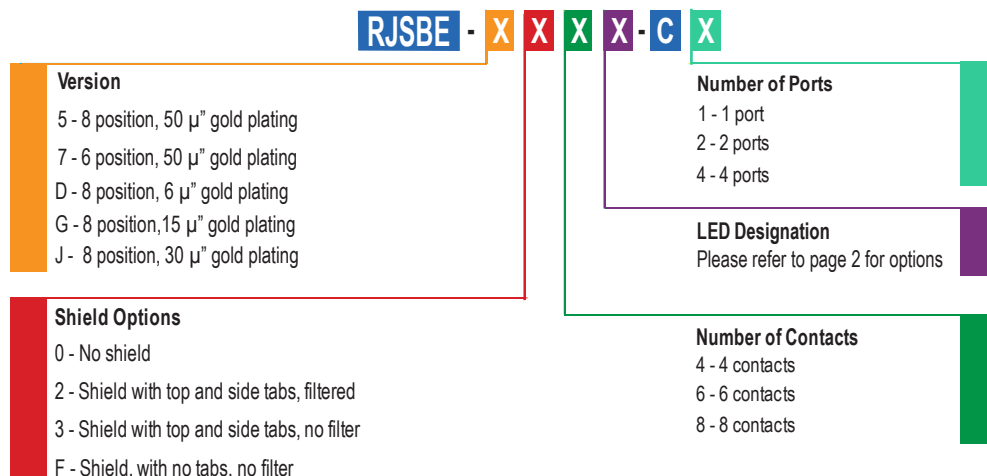 RJSBE - X X X X - C X
Version
5 - 8 position, 50 µ” gold plating
7 - 6 position, 50 µ” gold plating
D - 8 position, 6 µ” gold plating
G - 8 position,15 µ” gold plating
J - 8 position, 30 µ” gold plating
Shield Options
0 - No shield
2 - Shield with top and side tabs, filtered
3 - Shield with top and side tabs, no filter
F - Shield, with no tabs, no filter
Number of Ports
1 - 1 port
2 - 2 ports
4 - 4 ports
LED Designation
Please refer to page 2 for options
Number of Contacts
4 - 4 contacts
6 - 6 contacts
8 - 8 contacts